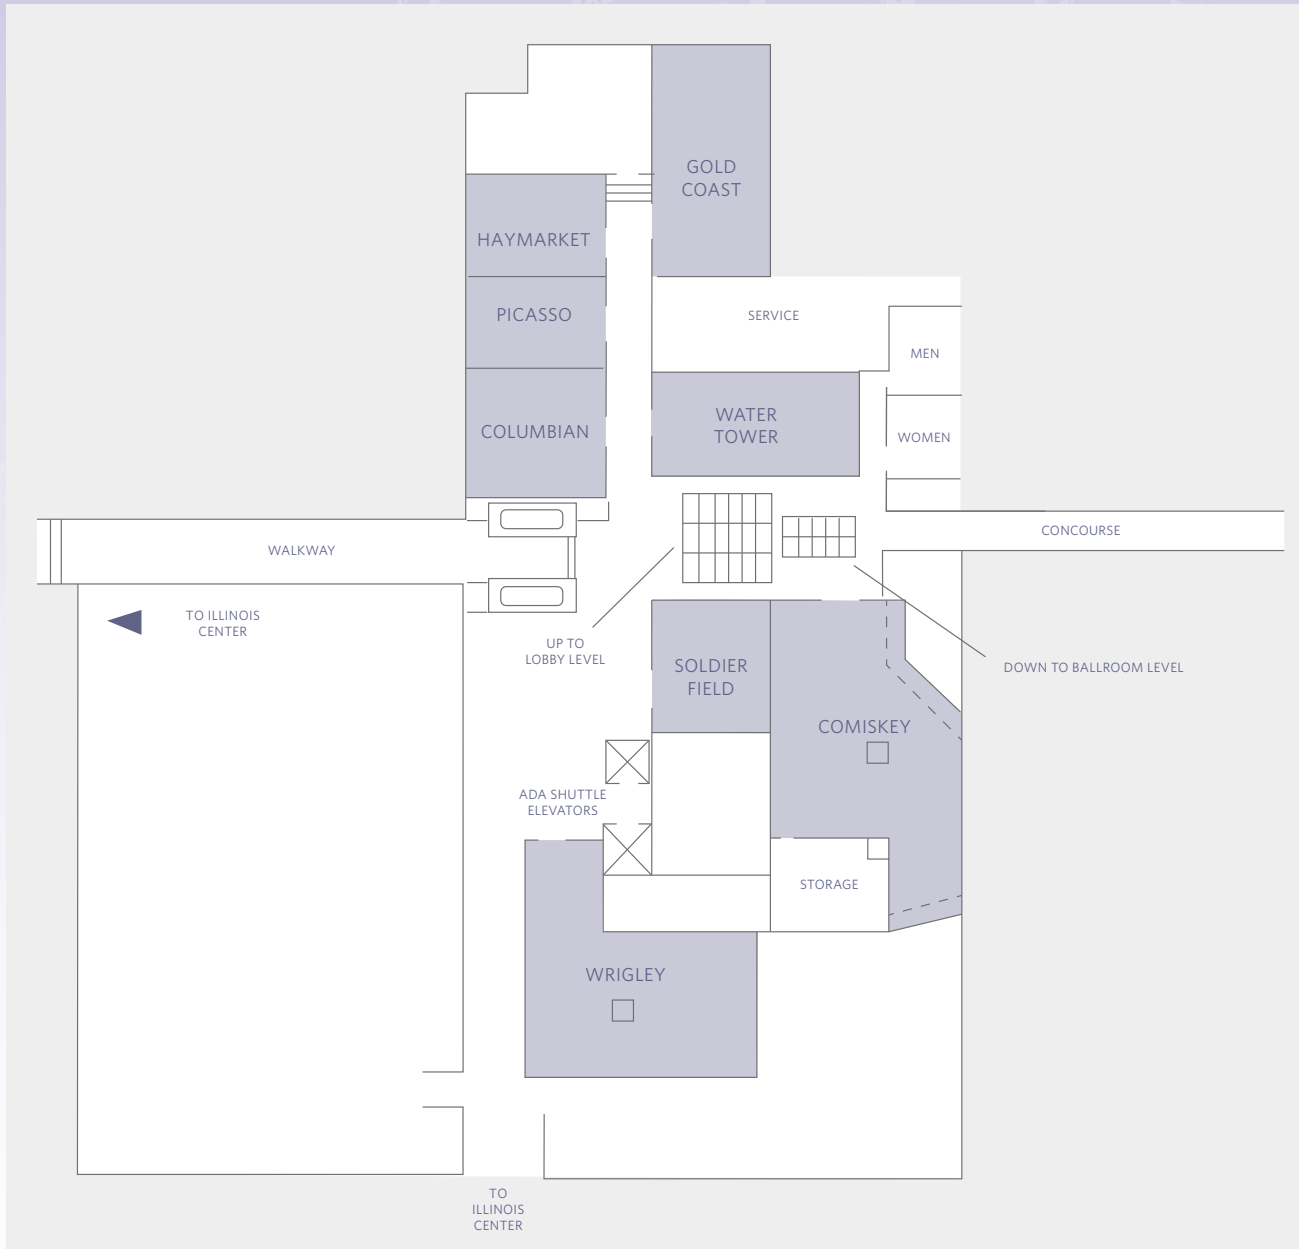 GOLD
COAST
HAYMARKET
PICASSO
SERVICE
MEN
COLUMBIAN
WATER
TOWER
WOMEN
WALKWAY
CONCOURSE
TO ILLINOIS
CENTER
UP TO
LOBBY LEVEL
SOLDIER
FIELD
DOWN TO BALLROOM LEVEL
COMISKEY
ADA SHUTTLE
ELEVATORS
STORAGE
WRIGLEY
TO
ILLINOIS
CENTER